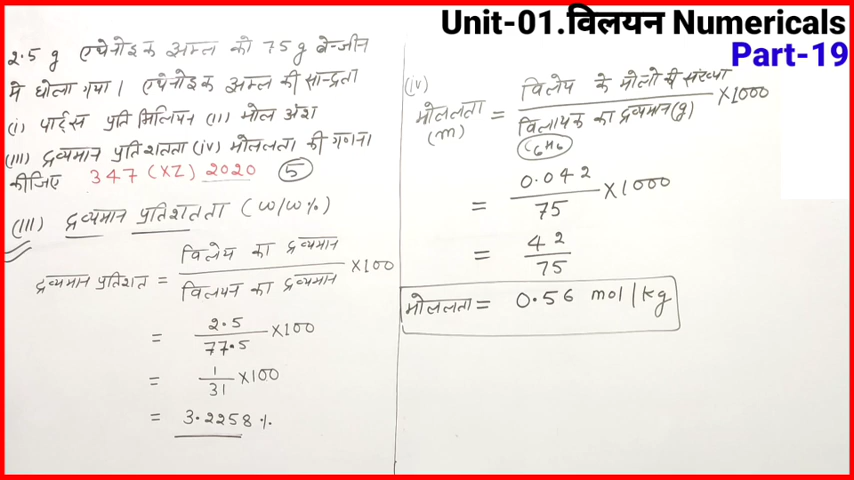 Unit-01.विलयन Numericals
Part-19
2.5 g एथेनोइक अम्ल को 75 g बेन्जीन
मे घोला गया। एथेनोइक अम्ल की सान्द्रता
(i) पार्ट्स प्रति मिलियन (ii) मोल अंश
(iii) द्रव्यमान प्रतिशतता (iv) मोललता की गणना
कीजिए 347 (XZ) 2020 (5)
(iii) द्रव्यमान प्रतिशतता (w/w%)
द्रव्यमान प्रतिशत = विलेय का द्रव्यमान / विलयन का द्रव्यमान ×100
= 2.5 / 77.5 ×100
= 1 / 31 ×100
= 3.2258 %
(iv)
मोललता (m) = विलेय के मोलो की संख्या / विलायक का द्रव्यमान (g) ×1000
C6H6
= 0.042 / 75 ×1000
= 42 / 75
मोललता = 0.56 mol/kg